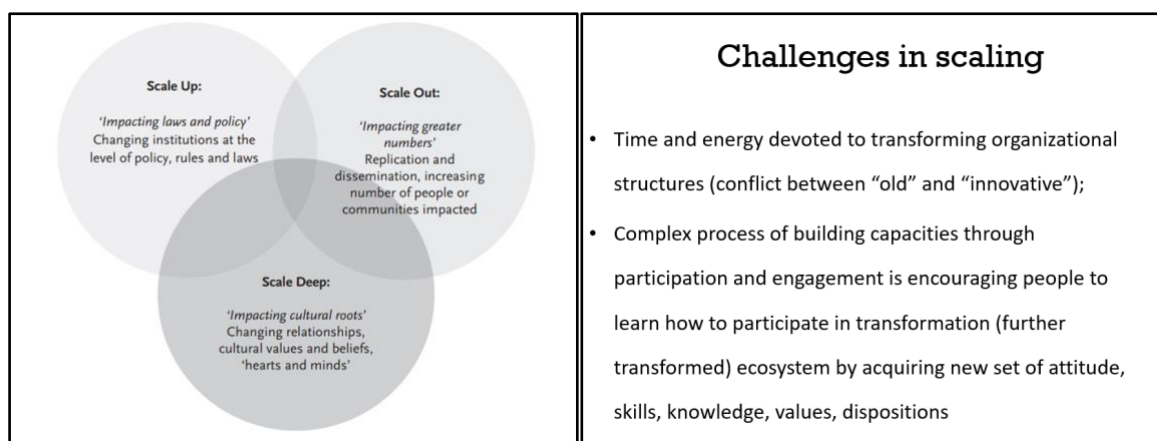 Scale Up:
'Impacting laws and policy'
Changing institutions at the
level of policy, rules and laws
Scale Out:
'Impacting greater
numbers'
Replication and
dissemination, increasing
number of people or
communities impacted
Scale Deep:
'Impacting cultural roots'
Changing relationships,
cultural values and beliefs,
'hearts and minds'
Challenges in scaling
• Time and energy devoted to transforming organizational
structures (conflict between “old” and “innovative”);
• Complex process of building capacities through
participation and engagement is encouraging people to
learn how to participate in transformation (further
transformed) ecosystem by acquiring new set of attitude,
skills, knowledge, values, dispositions